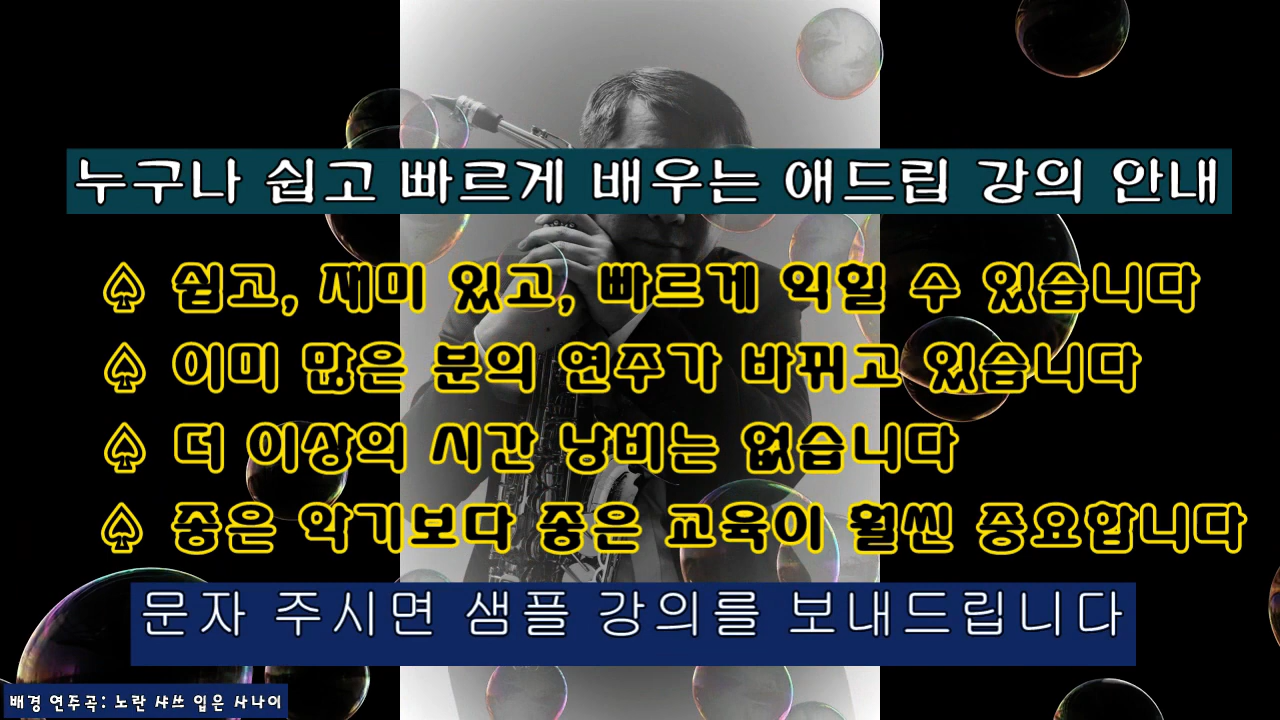 누구나 쉽고 빠르게 배우는 애드립 강의 안내
♤ 쉽고, 재미 있고, 빠르게 익힐 수 있습니다
♤ 이미 많은 분의 연주가 바뀌고 있습니다
♤ 더 이상의 시간 낭비는 없습니다
♤ 좋은 악기보다 좋은 교육이 훨씬 중요합니다
문자 주시면 샘플 강의를 보내드립니다
배경 연주곡: 노란 샤쓰 입은 사나이